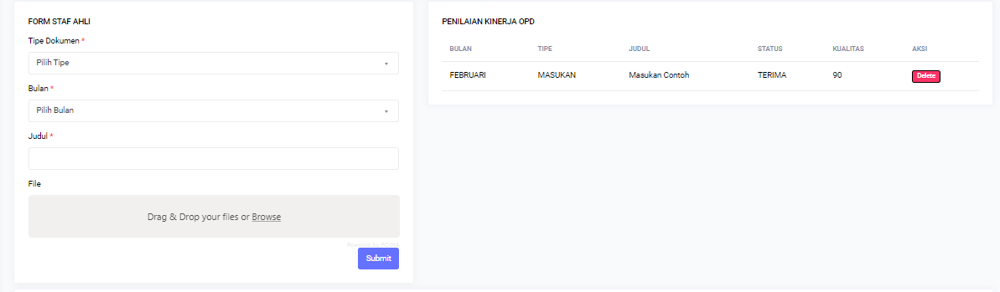 FORM STAF AHLI
Tipe Dokumen *
Pilih Tipe
Bulan *
Pilih Bulan
Judul *
File
Drag & Drop your files or Browse
Powered by PQINA
Submit
PENILAIAN KINERJA OPD
BULAN TIPE JUDUL STATUS KUALITAS AKSI
FEBRUARI MASUKAN Masukan Contoh TERIMA 90 Delete